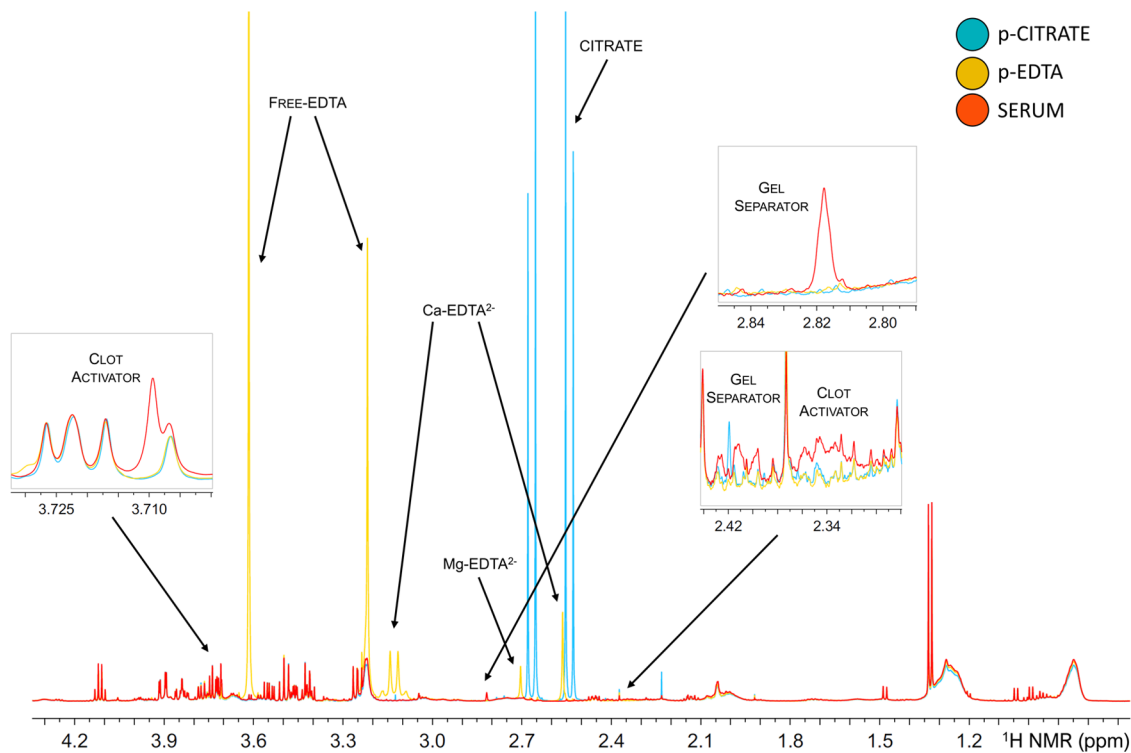 p-CITRATE
p-EDTA
SERUM
CITRATE
FREE-EDTA
GEL
SEPARATOR
2.84 2.82 2.80
Ca-EDTA²⁻
CLOT
ACTIVATOR
3.725 3.710
GEL
SEPARATOR
CLOT
ACTIVATOR
2.42 2.34
Mg-EDTA²⁻
4.2 3.9 3.6 3.3 3.0 2.7 2.4 2.1 1.8 1.5 1.2 ¹H NMR (ppm)